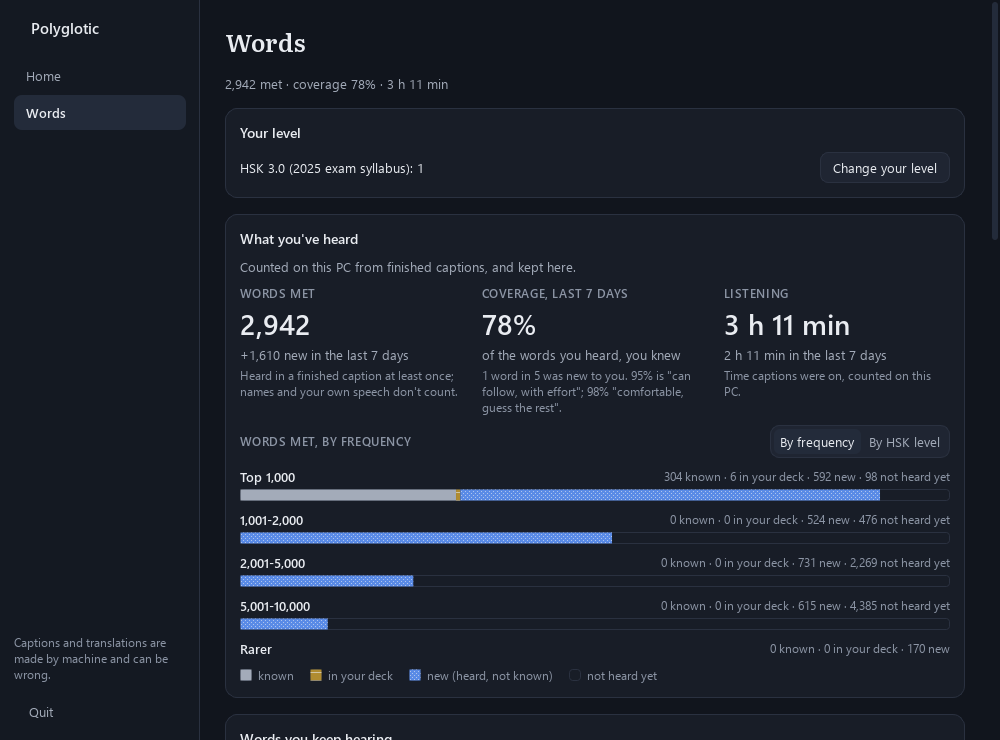 Polyglotic
Home
Words
Captions and translations are
made by machine and can be
wrong.
Quit
Words
2,942 met · coverage 78% · 3 h 11 min
Your level
HSK 3.0 (2025 exam syllabus): 1
Change your level
What you've heard
Counted on this PC from finished captions, and kept here.
WORDS MET
2,942
+1,610 new in the last 7 days
Heard in a finished caption at least once;
names and your own speech don't count.
COVERAGE, LAST 7 DAYS
78%
of the words you heard, you knew
1 word in 5 was new to you. 95% is "can
follow, with effort"; 98% "comfortable,
guess the rest".
LISTENING
3 h 11 min
2 h 11 min in the last 7 days
Time captions were on, counted on this
PC.
WORDS MET, BY FREQUENCY
By frequency
By HSK level
Top 1,000
304 known · 6 in your deck · 592 new · 98 not heard yet
1,001-2,000
0 known · 0 in your deck · 524 new · 476 not heard yet
2,001-5,000
0 known · 0 in your deck · 731 new · 2,269 not heard yet
5,001-10,000
0 known · 0 in your deck · 615 new · 4,385 not heard yet
Rarer
0 known · 0 in your deck · 170 new
known
in your deck
new (heard, not known)
not heard yet
Words you keep hearing